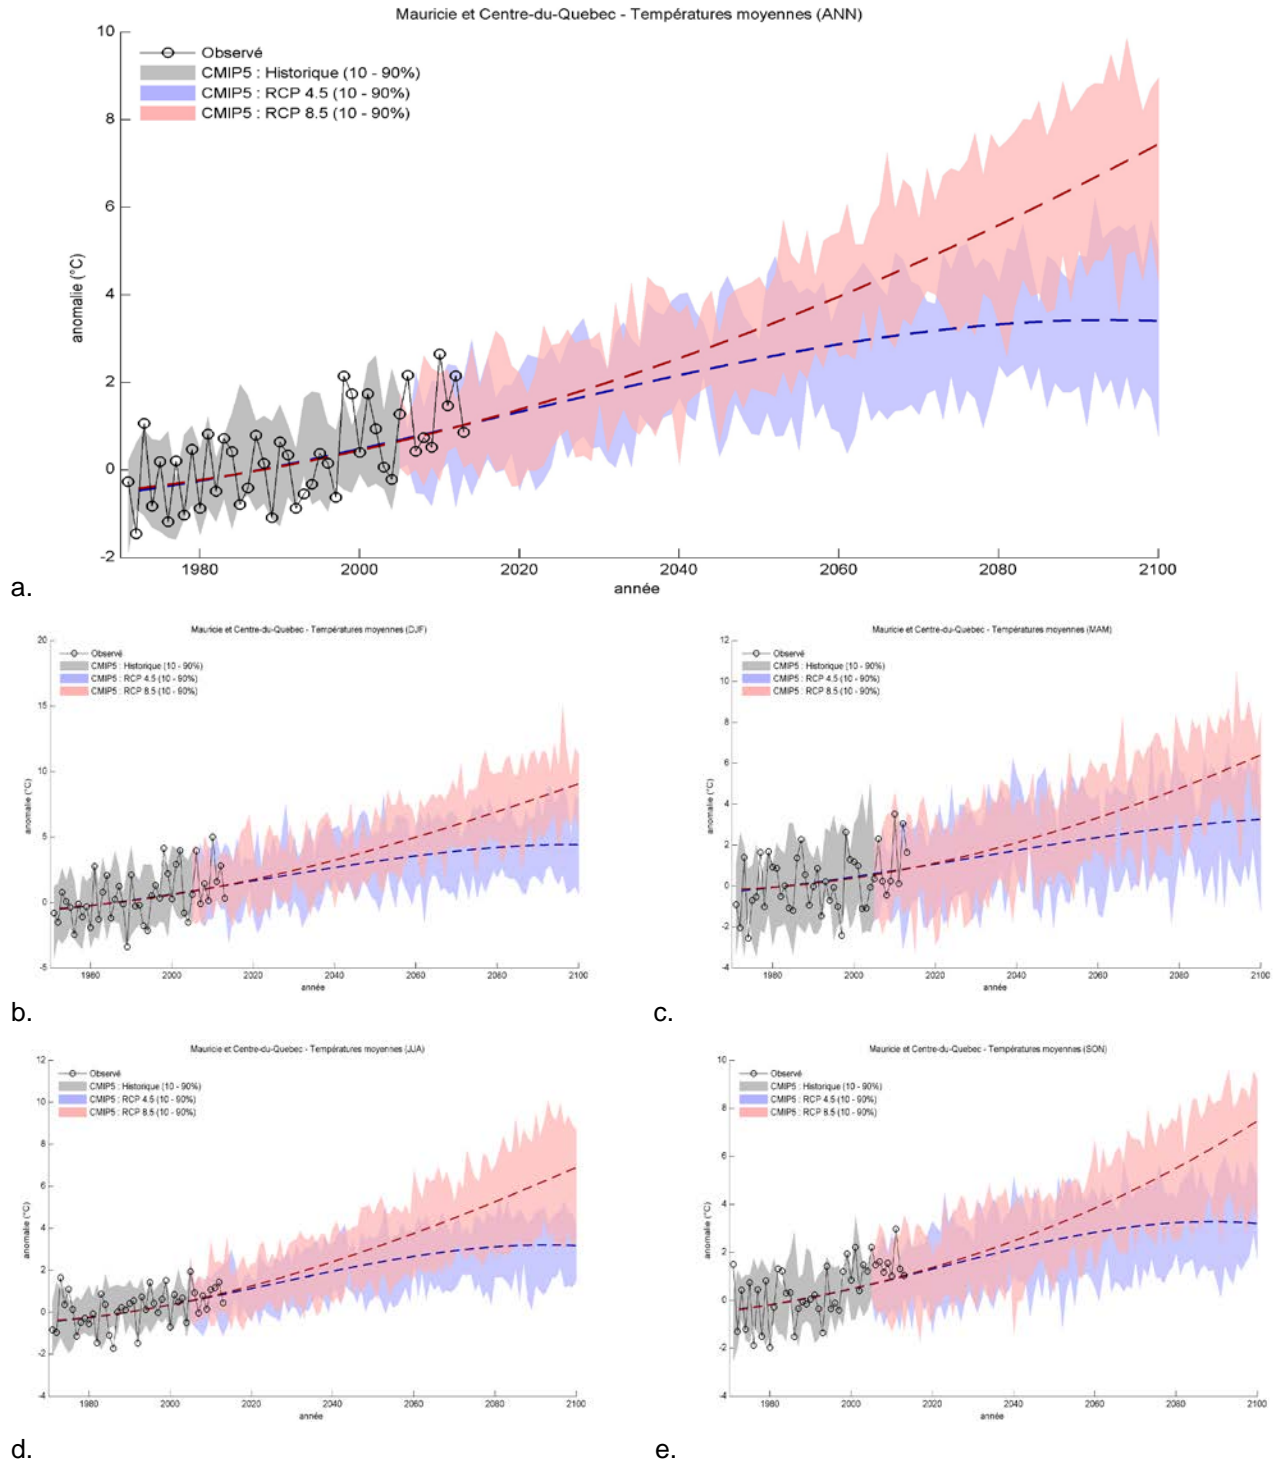 Mauricie et Centre-du-Quebec - Températures moyennes (ANN)
10
8
6
4
2
0
-2
anomalie (°C)
Observé
CMIP5 : Historique (10 - 90%)
CMIP5 : RCP 4.5 (10 - 90%)
CMIP5 : RCP 8.5 (10 - 90%)
1980 2000 2020 2040 2060 2080 2100
année
a.
Mauricie et Centre-du-Quebec - Températures moyennes (DJF)
20
15
10
5
0
-5
anomalie (°C)
Observé
CMIP5 : Historique (10 - 90%)
CMIP5 : RCP 4.5 (10 - 90%)
CMIP5 : RCP 8.5 (10 - 90%)
1980 2000 2020 2040 2060 2080 2100
année
b.
Mauricie et Centre-du-Quebec - Températures moyennes (MAM)
12
10
8
6
4
2
0
-2
-4
anomalie (°C)
Observé
CMIP5 : Historique (10 - 90%)
CMIP5 : RCP 4.5 (10 - 90%)
CMIP5 : RCP 8.5 (10 - 90%)
1980 2000 2020 2040 2060 2080 2100
année
c.
Mauricie et Centre-du-Quebec - Températures moyennes (JJA)
12
10
8
6
4
2
0
-2
-4
anomalie (°C)
Observé
CMIP5 : Historique (10 - 90%)
CMIP5 : RCP 4.5 (10 - 90%)
CMIP5 : RCP 8.5 (10 - 90%)
1980 2000 2020 2040 2060 2080 2100
année
d.
Mauricie et Centre-du-Quebec - Températures moyennes (SON)
10
8
6
4
2
0
-2
-4
anomalie (°C)
Observé
CMIP5 : Historique (10 - 90%)
CMIP5 : RCP 4.5 (10 - 90%)
CMIP5 : RCP 8.5 (10 - 90%)
1980 2000 2020 2040 2060 2080 2100
année
e.